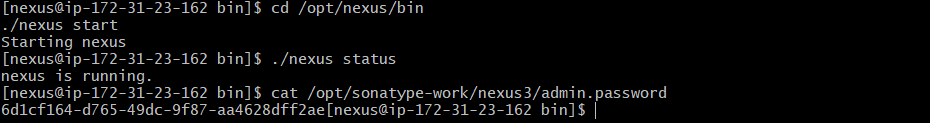 [nexus@ip-172-31-23-162 bin]$ cd /opt/nexus/bin
./nexus start
Starting nexus
[nexus@ip-172-31-23-162 bin]$ ./nexus status
nexus is running.
[nexus@ip-172-31-23-162 bin]$ cat /opt/sonatype-work/nexus3/admin.password
6d1cf164-d765-49dc-9f87-aa4628dff2ae[nexus@ip-172-31-23-162 bin]$